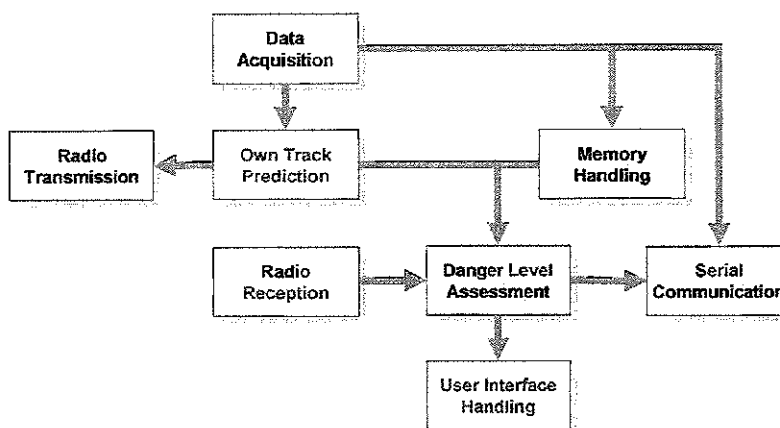 Data
Acquisition
Radio
Transmission
Own Track
Prediction
Memory
Handling
Radio
Reception
Danger Level
Assessment
Serial
Communication
User Interface
Handling